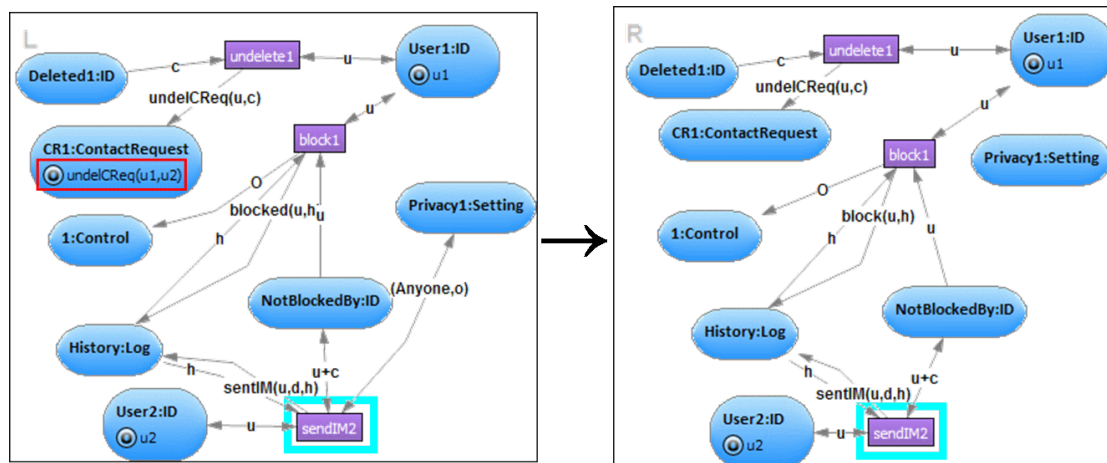 L
undelete1
User1:ID
u1
Deleted1:ID
c
u
undelCReq(u,c)
u
CR1:ContactRequest
undelCReq(u1,u2)
block1
O
blocked(u,h
u
Privacy1:Setting
1:Control
h
(Anyone,o)
NotBlockedBy:ID
History:Log
h
u+c
sentIM(u,d,h)
User2:ID
u2
u
sendIM2
R
undelete1
User1:ID
u1
Deleted1:ID
c
u
undelCReq(u,c)
u
CR1:ContactRequest
block1
Privacy1:Setting
O
block(u,h)
u
1:Control
h
NotBlockedBy:ID
History:Log
h
u+c
sentIM(u,d,h)
User2:ID
u2
u
sendIM2